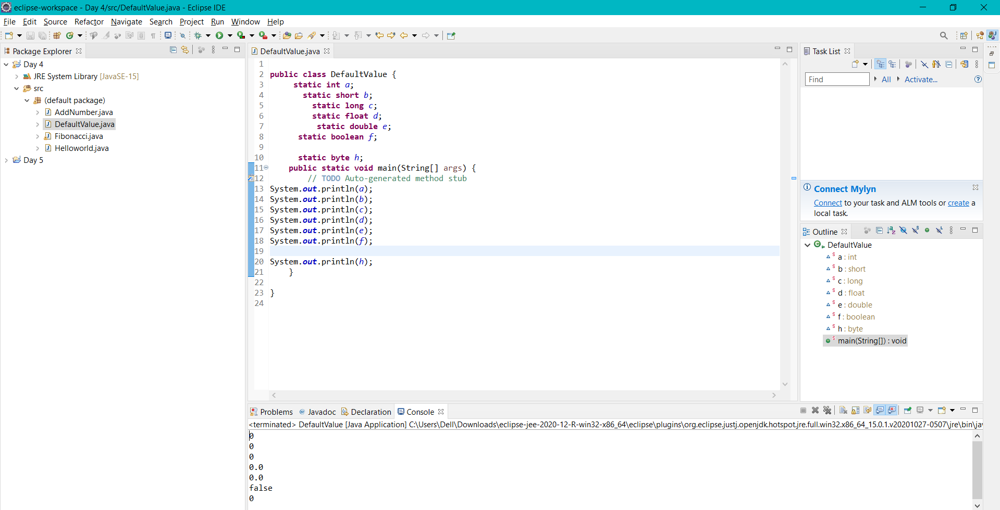 eclipse-workspace - Day 4/src/DefaultValue.java - Eclipse IDE
File Edit Source Refactor Navigate Search Project Run Window Help
Package Explorer
Day 4
JRE System Library [JavaSE-15]
src
(default package)
AddNumber.java
DefaultValue.java
Fibonacci.java
Helloworld.java
Day 5
DefaultValue.java
1
2 public class DefaultValue {
3 static int a;
4 static short b;
5 static long c;
6 static float d;
7 static double e;
8 static boolean f;
9
10 static byte h;
11 public static void main(String[] args) {
12 // TODO Auto-generated method stub
13 System.out.println(a);
14 System.out.println(b);
15 System.out.println(c);
16 System.out.println(d);
17 System.out.println(e);
18 System.out.println(f);
19
20 System.out.println(h);
21 }
22
23 }
24
Task List
Find All Activate...
Connect Mylyn
Connect to your task and ALM tools or create a
local task.
Outline
DefaultValue
a : int
b : short
c : long
d : float
e : double
f : boolean
h : byte
main(String[]) : void
Problems Javadoc Declaration Console
<terminated> DefaultValue [Java Application] C:\Users\Dell\Downloads\eclipse-jee-2020-12-R-win32-x86_64\eclipse\plugins\org.eclipse.justj.openjdk.hotspot.jre.full.win32.x86_64_15.0.1.v20201027-0507\jre\bin\jav
0
0
0
0.0
0.0
false
0